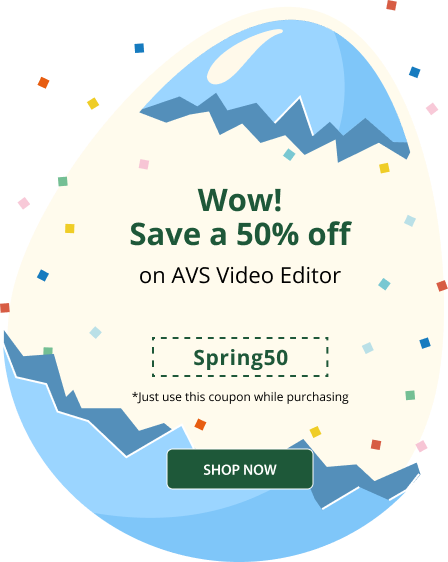 Wow!
Save a 50% off
on AVS Video Editor
Spring50
*Just use this coupon while purchasing
SHOP NOW